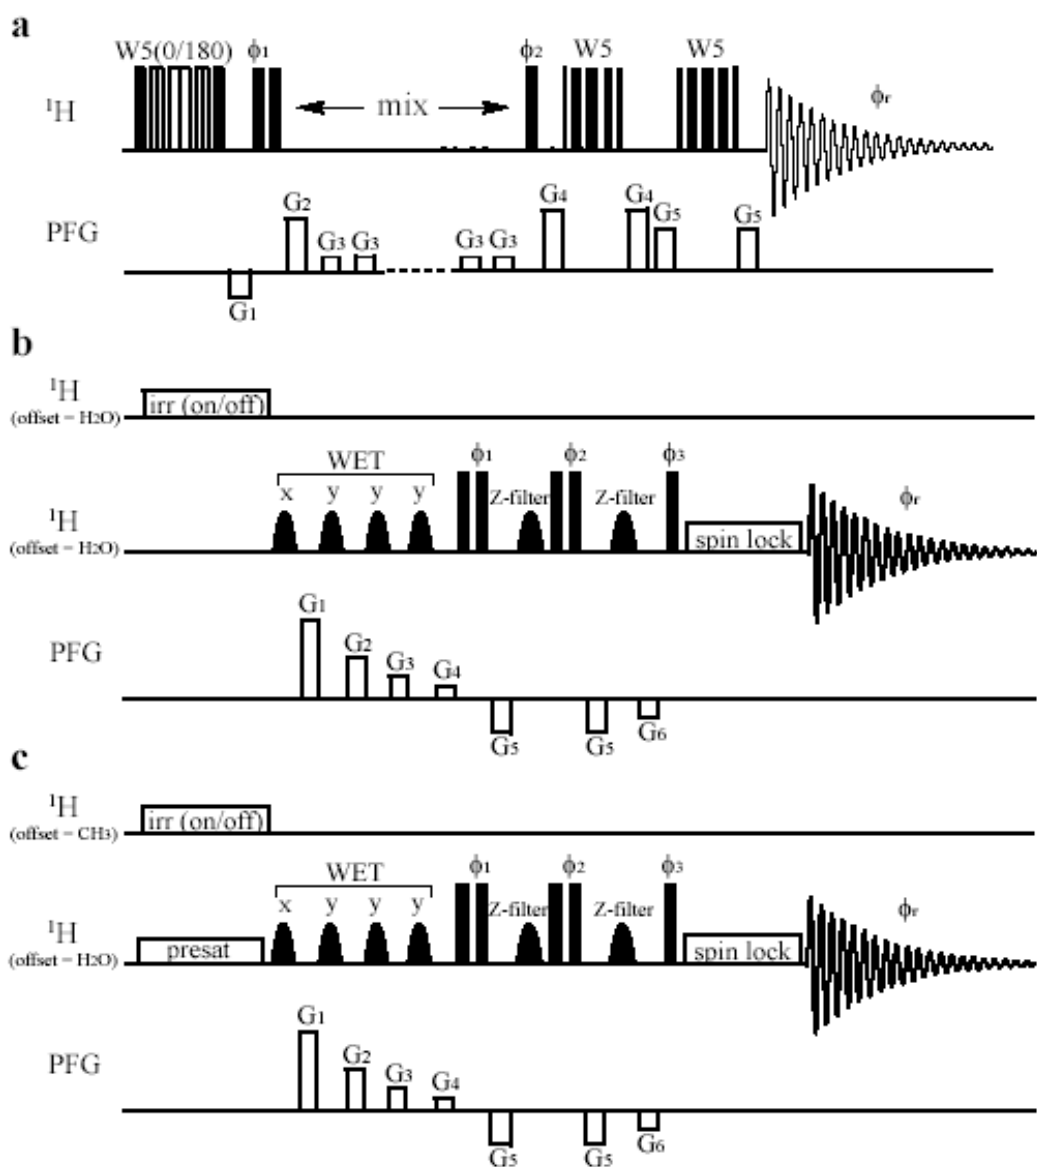 a
W5(0/180) ϕ1 ϕ2 W5 W5
¹H mix ϕr
PFG G2 G3 G3 G3 G3 G4 G4 G5 G5
G1
b
¹H
(offset = H2O) irr (on/off)
WET ϕ1 ϕ2 ϕ3
x y y y Z-filter Z-filter ϕr
¹H
(offset = H2O) spin lock
PFG G1 G2 G3 G4
G5 G5 G6
c
¹H
(offset = CH3) irr (on/off)
WET ϕ1 ϕ2 ϕ3
x y y y Z-filter Z-filter ϕr
¹H
(offset = H2O) presat spin lock
PFG G1 G2 G3 G4
G5 G5 G6